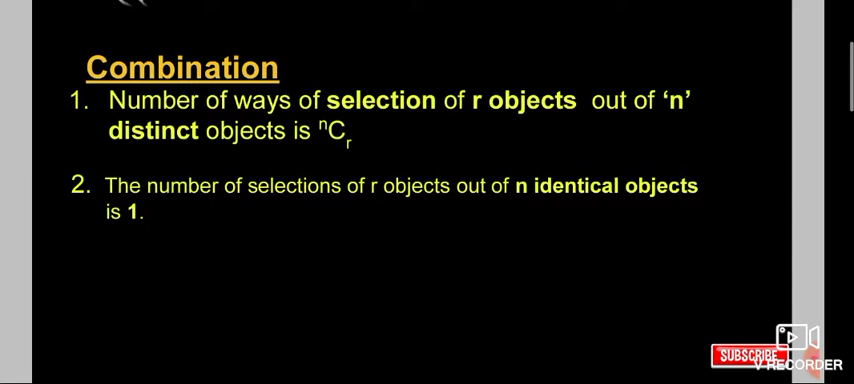 Combination
1. Number of ways of selection of r objects out of ‘n’
distinct objects is ⁿCᵣ
2. The number of selections of r objects out of n identical objects
is 1.
SUBSCRIBE
V RECORDER